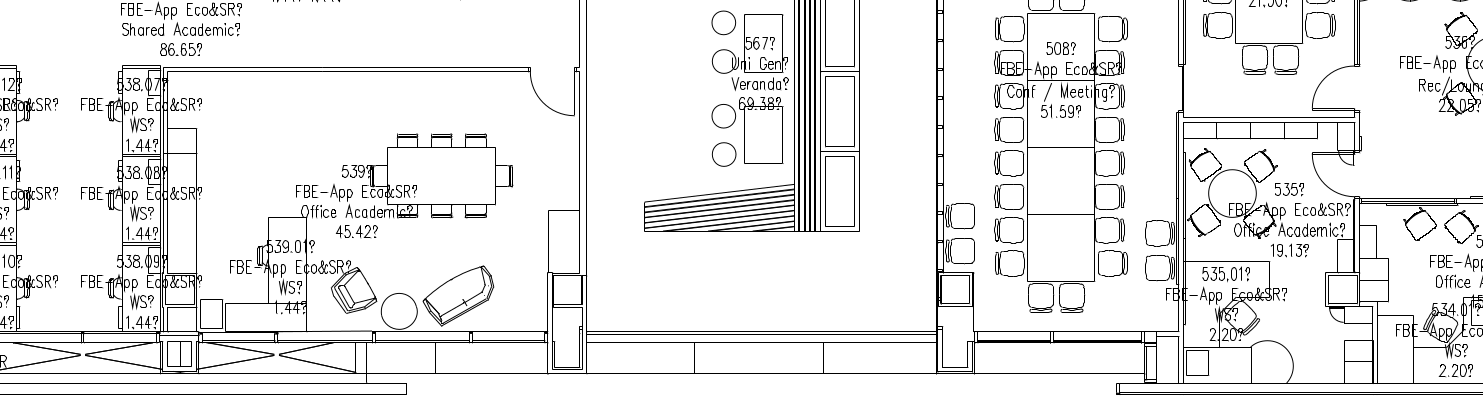 FBE-App Eco&SR?
Shared Academic?
86.65?
12?
Eco&SR?
S?
4?
11?
Eco&SR?
S?
4?
10?
Eco&SR?
S?
4?
R
538.07?
FBE-App Eco&SR?
WS?
1.44?
538.08?
FBE-App Eco&SR?
WS?
1.44?
538.09?
FBE-App Eco&SR?
WS?
1.44?
539?
FBE-App Eco&SR?
Office Academic?
45.42?
539.01?
FBE-App Eco&SR?
WS?
1.44?
567?
Uni Gen?
Veranda?
69.38?
508?
FBE-App Eco&SR?
Conf / Meeting?
51.59?
21.50?
536?
FBE-App Eco
Rec/Loung
22.05?
535?
FBE-App Eco&SR?
Office Academic?
19.13?
535.01?
FBE-App Eco&SR?
WS?
2.20?
5
FBE-App
Office A
534.01?
FBE-App Eco&SR?
WS?
2.20?